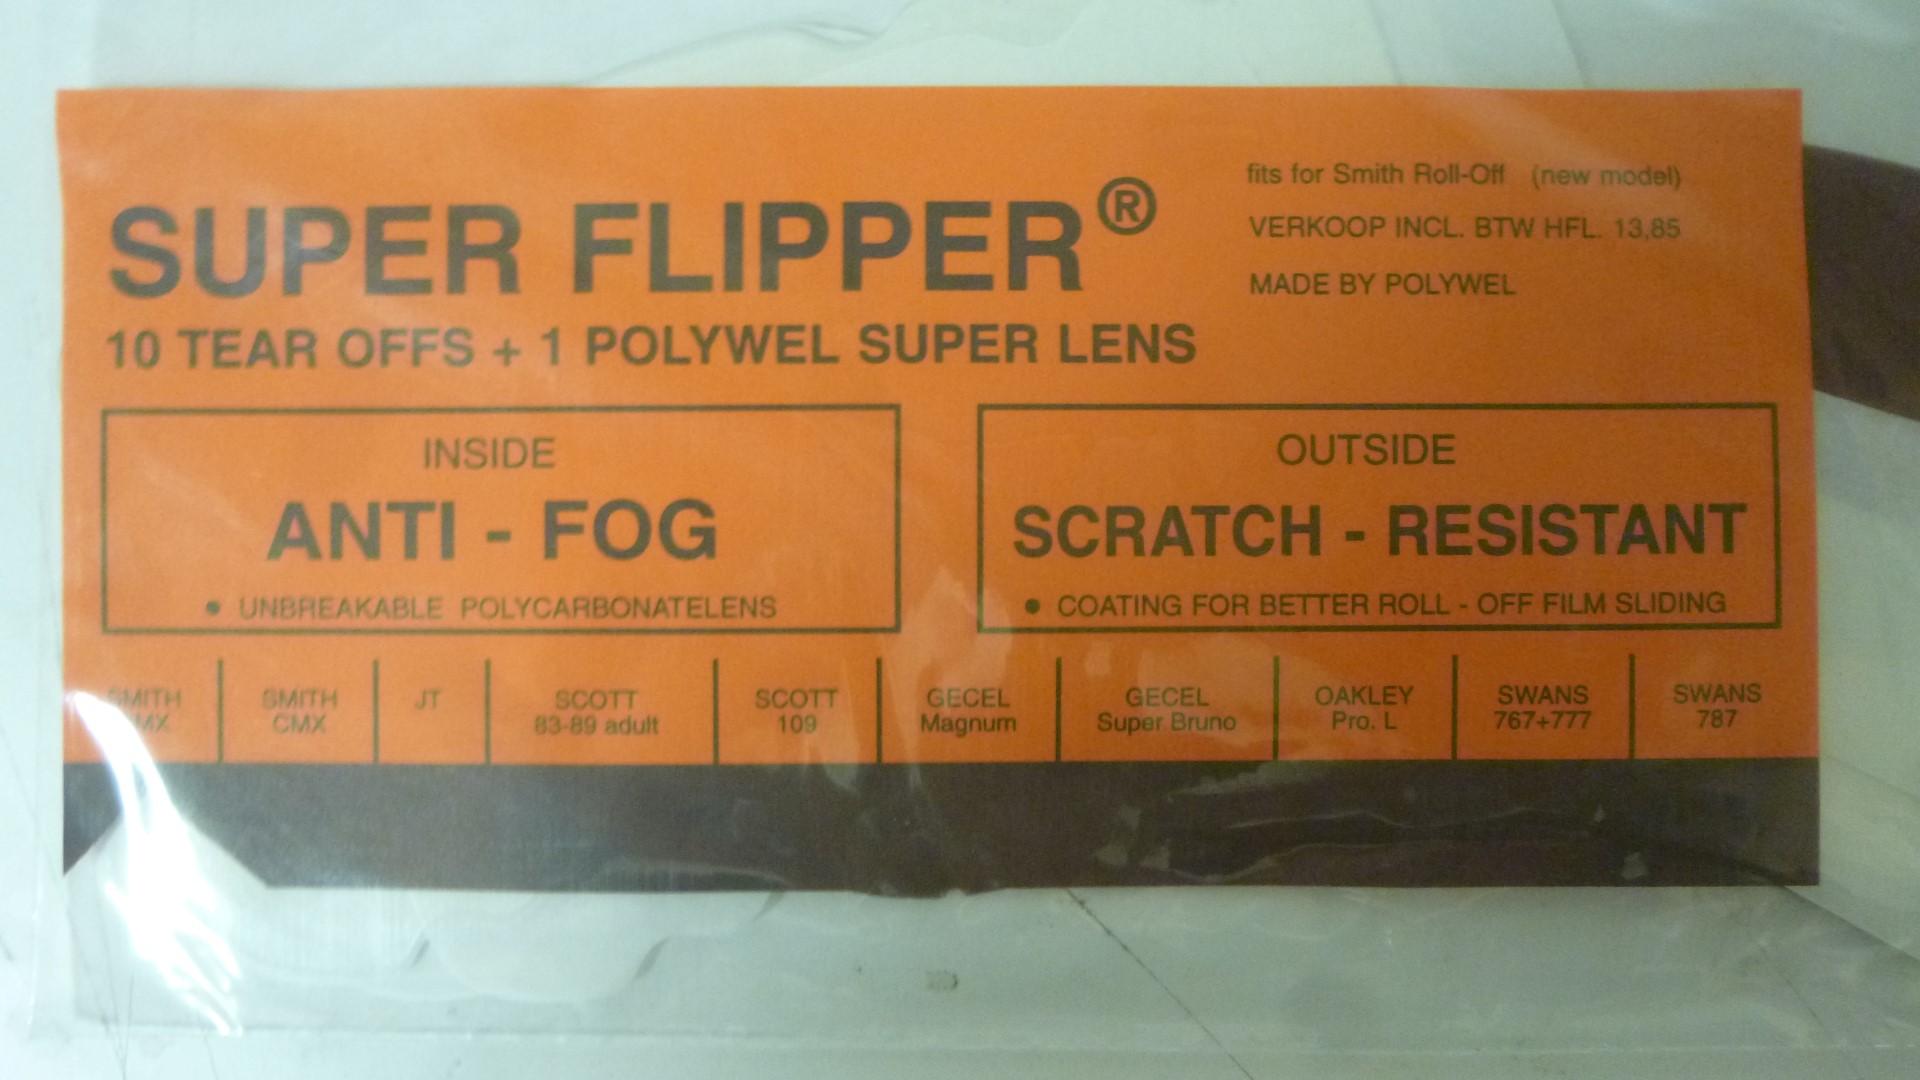 SUPER FLIPPER®
10 TEAR OFFS + 1 POLYWEL SUPER LENS
fits for Smith Roll-Off (new model)
VERKOOP INCL. BTW HFL. 13,85
MADE BY POLYWEL
INSIDE
ANTI - FOG
• UNBREAKABLE POLYCARBONATELENS
OUTSIDE
SCRATCH - RESISTANT
• COATING FOR BETTER ROLL - OFF FILM SLIDING
SMITH
SMITH
CMX
JT
SCOTT
83-89 adult
SCOTT
109
GECEL
Magnum
GECEL
Super Bruno
OAKLEY
Pro. L
SWANS
767+777
SWANS
787